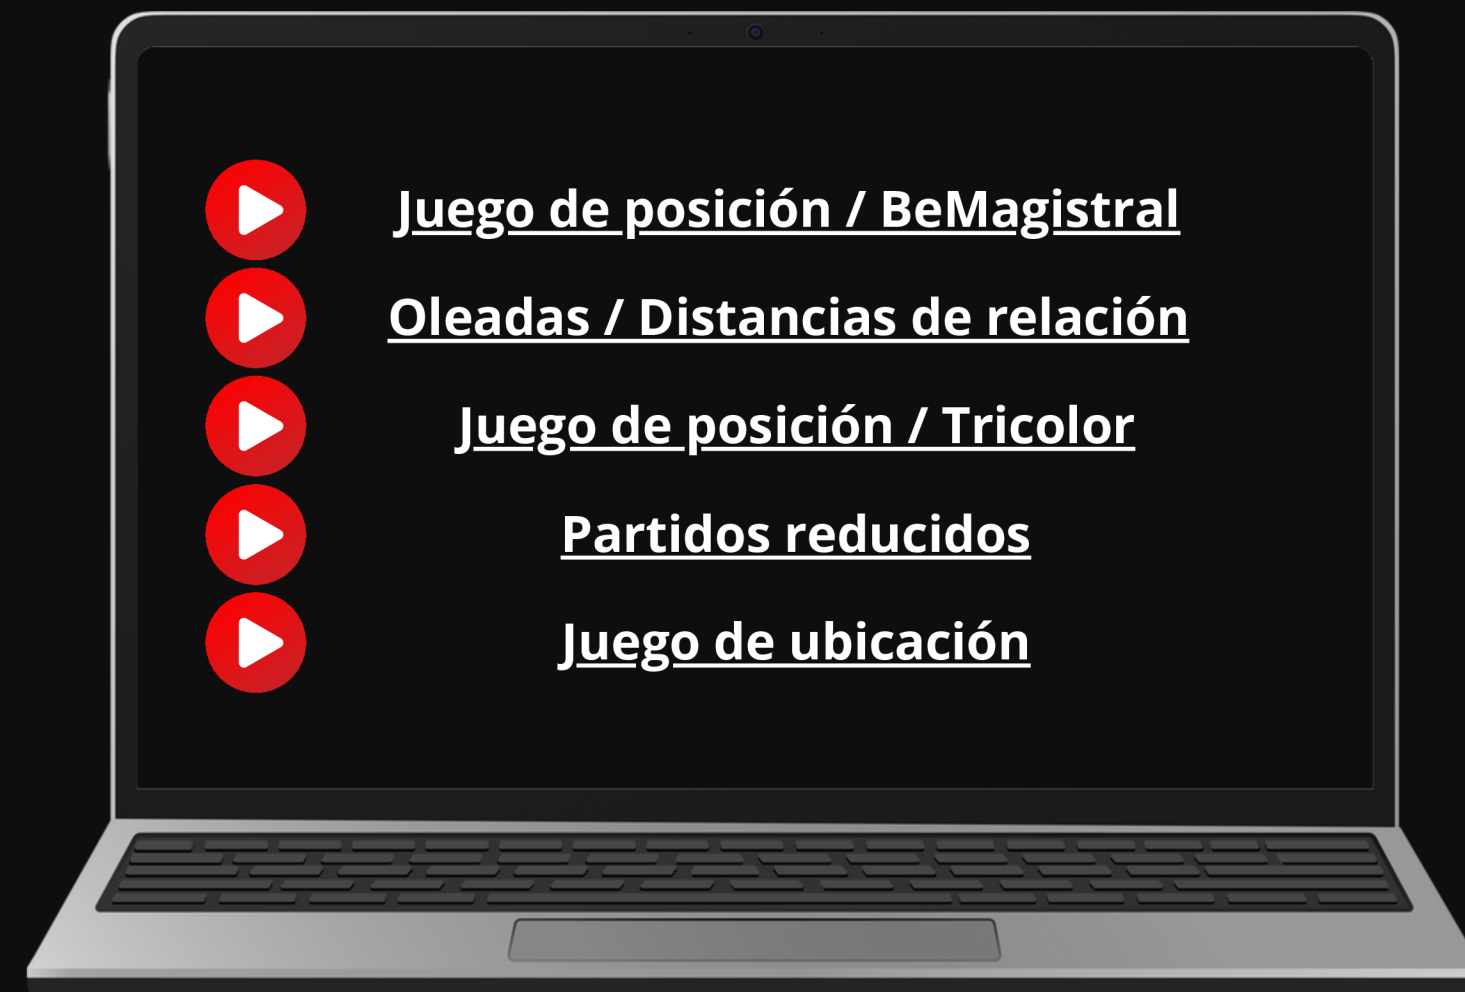 Juego de posición / BeMagistral
Oleadas / Distancias de relación
Juego de posición / Tricolor
Partidos reducidos
Juego de ubicación